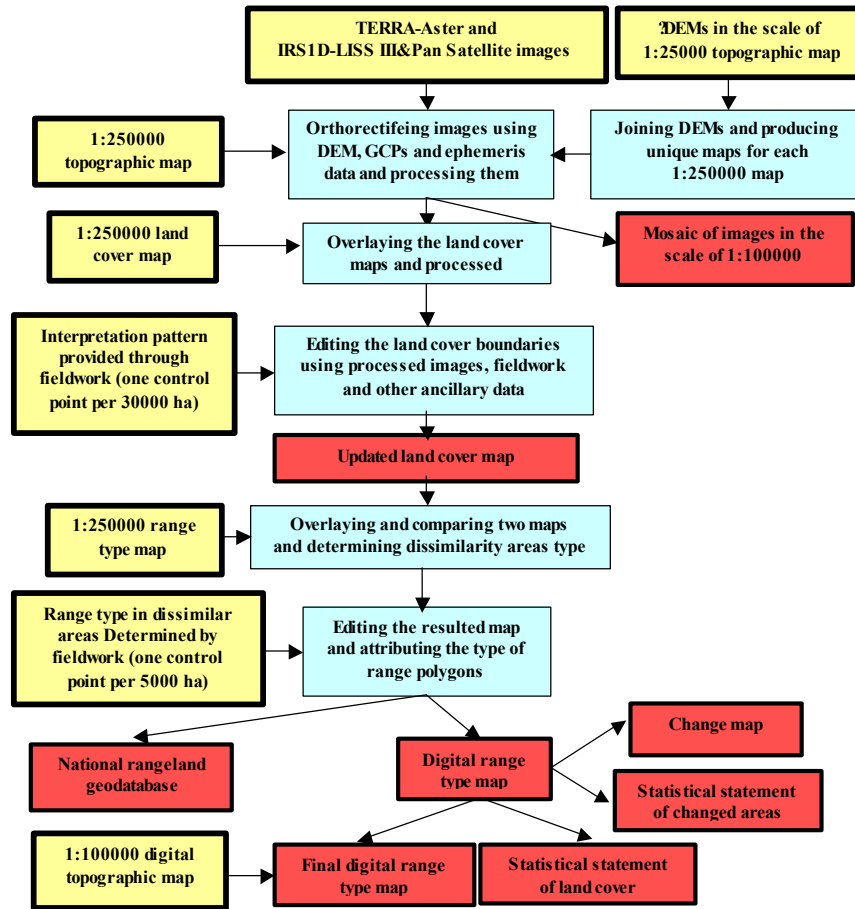 TERRA-Aster and
IRS1D-LISS III&Pan Satellite images
?DEMs in the scale of
1:25000 topographic map
1:250000
topographic map
Orthorectifeing images using
DEM, GCPs and ephemeris
data and processing them
Joining DEMs and producing
unique maps for each
1:250000 map
1:250000 land
cover map
Overlaying the land cover
maps and processed
Mosaic of images in the
scale of 1:100000
Interpretation pattern
provided through
fieldwork (one control
point per 30000 ha)
Editing the land cover boundaries
using processed images, fieldwork
and other ancillary data
Updated land cover map
1:250000 range
type map
Overlaying and comparing two maps
and determining dissimilarity areas type
Range type in dissimilar
areas Determined by
fieldwork (one control
point per 5000 ha)
Editing the resulted map
and attributing the type of
range polygons
National rangeland
geodatabase
Digital range
type map
Change map
Statistical statement
of changed areas
1:100000 digital
topographic map
Final digital range
type map
Statistical statement
of land cover